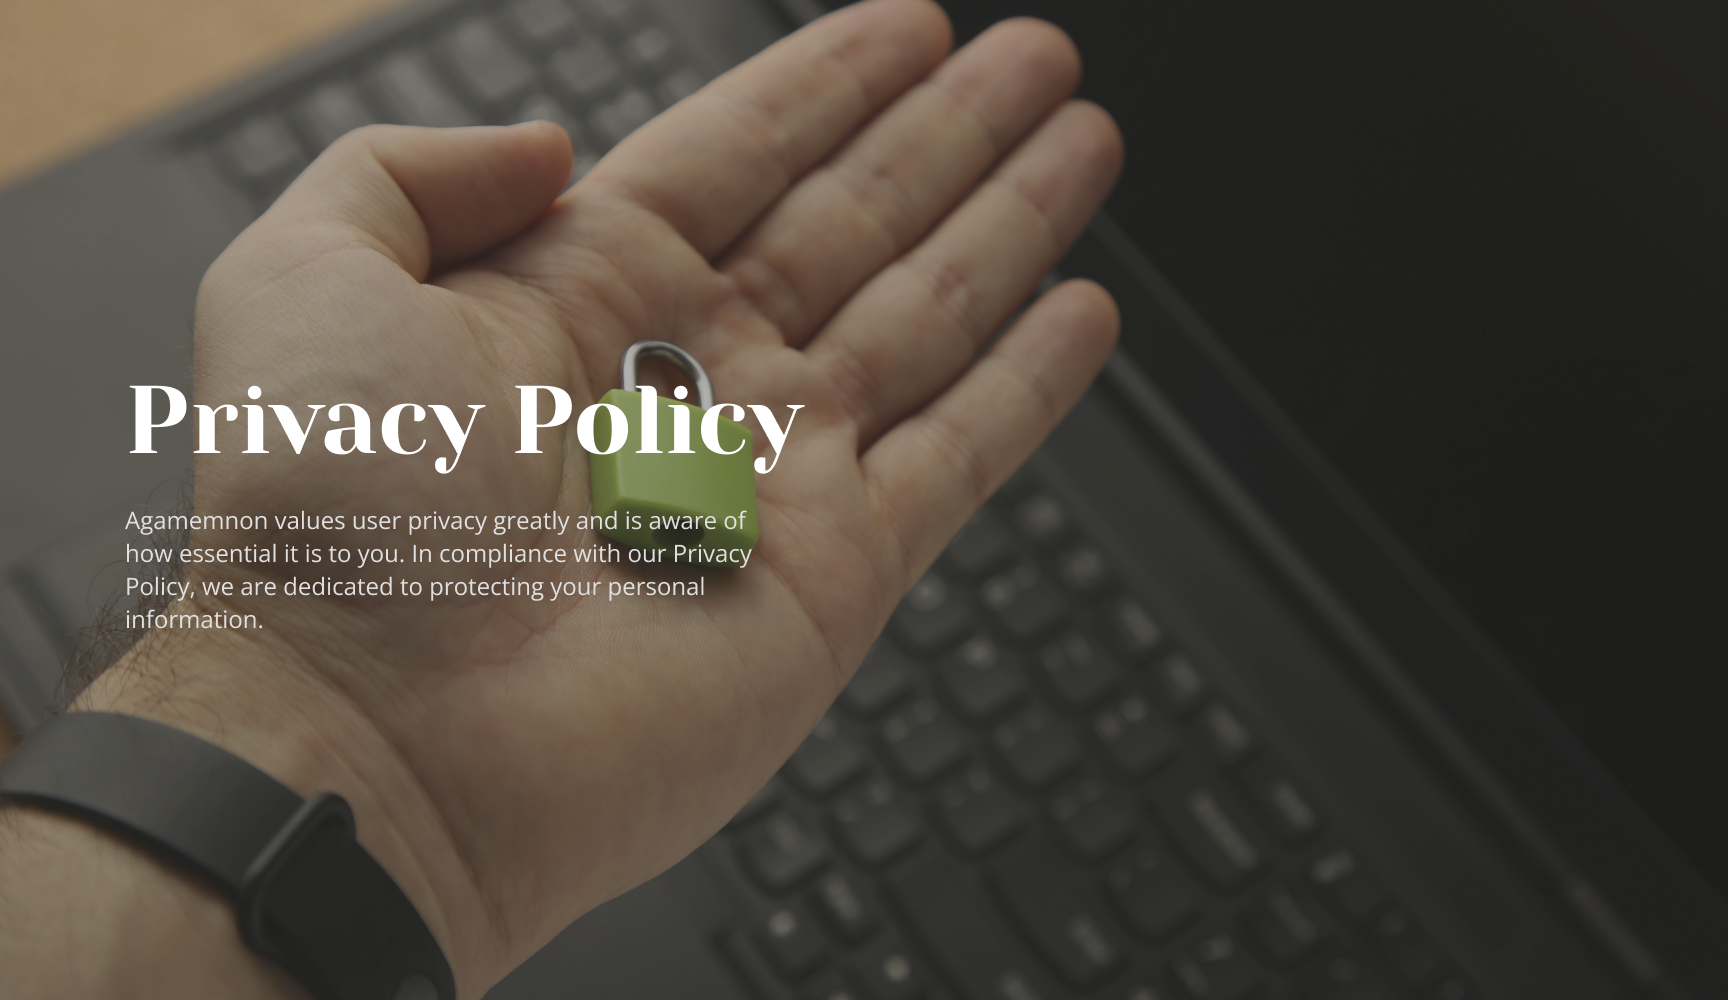 Privacy Policy
Agamemnon values user privacy greatly and is aware of
how essential it is to you. In compliance with our Privacy
Policy, we are dedicated to protecting your personal
information.